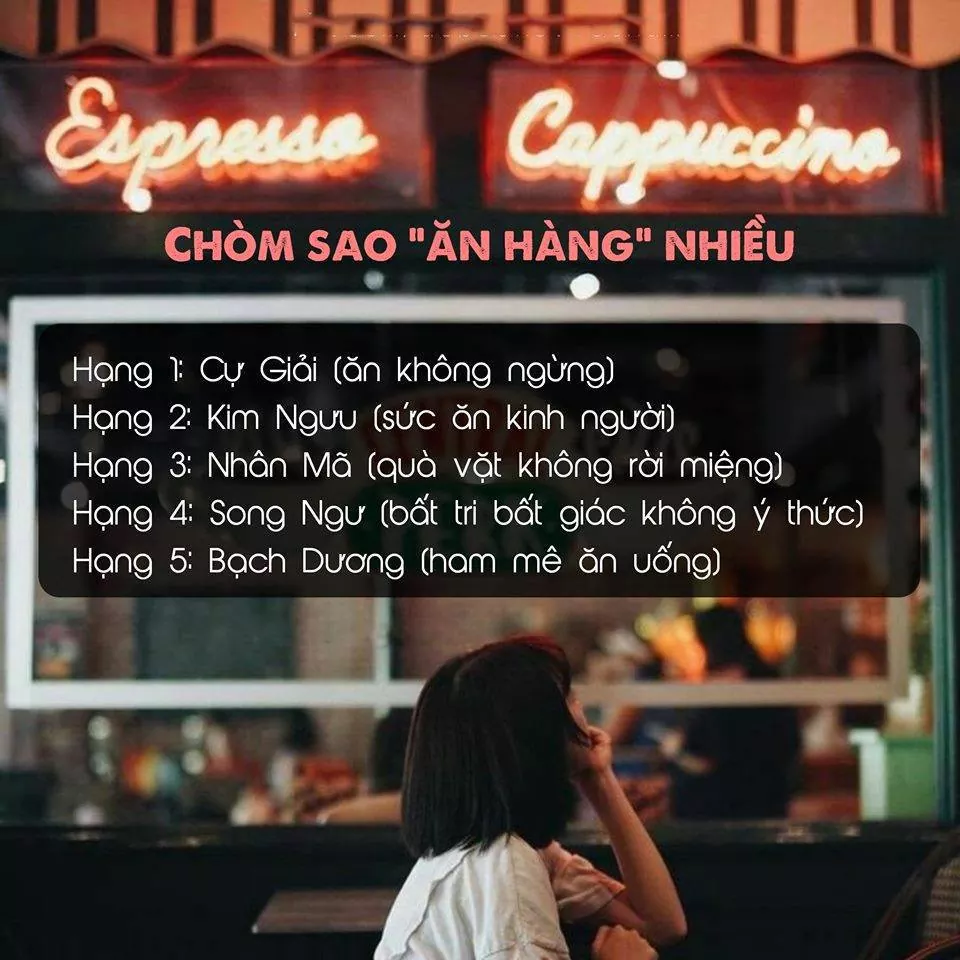 Espresso
Cappuccino
CHÒM SAO "ĂN HÀNG" NHIỀU
Hạng 1: Cự Giải (ăn không ngừng)
Hạng 2: Kim Ngưu (sức ăn kinh người)
Hạng 3: Nhân Mã (quà vặt không rời miệng)
Hạng 4: Song Ngư (bất tri bất giác không ý thức)
Hạng 5: Bạch Dương (ham mê ăn uống)